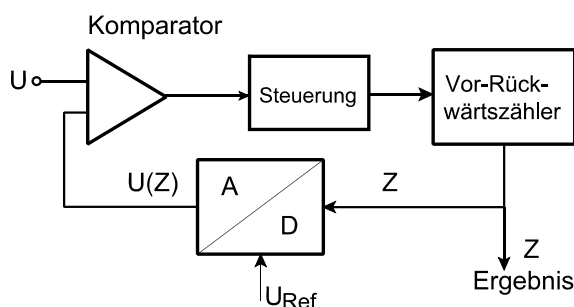 Komparator
U
Steuerung
Vor-Rück-
wärtszähler
U(Z)
A
D
Z
Z
Ergebnis
URef